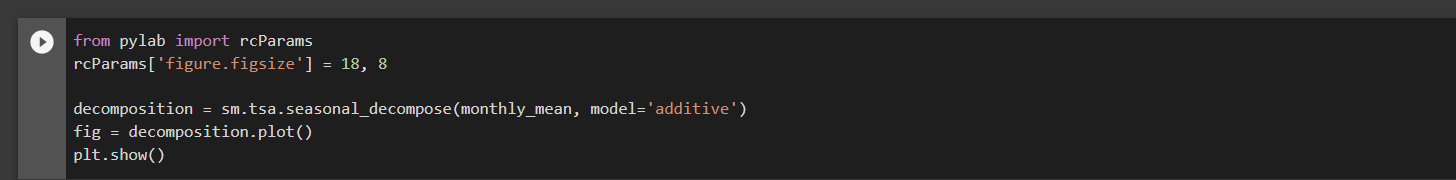 from pylab import rcParams
rcParams['figure.figsize'] = 18, 8
decomposition = sm.tsa.seasonal_decompose(monthly_mean, model='additive')
fig = decomposition.plot()
plt.show()